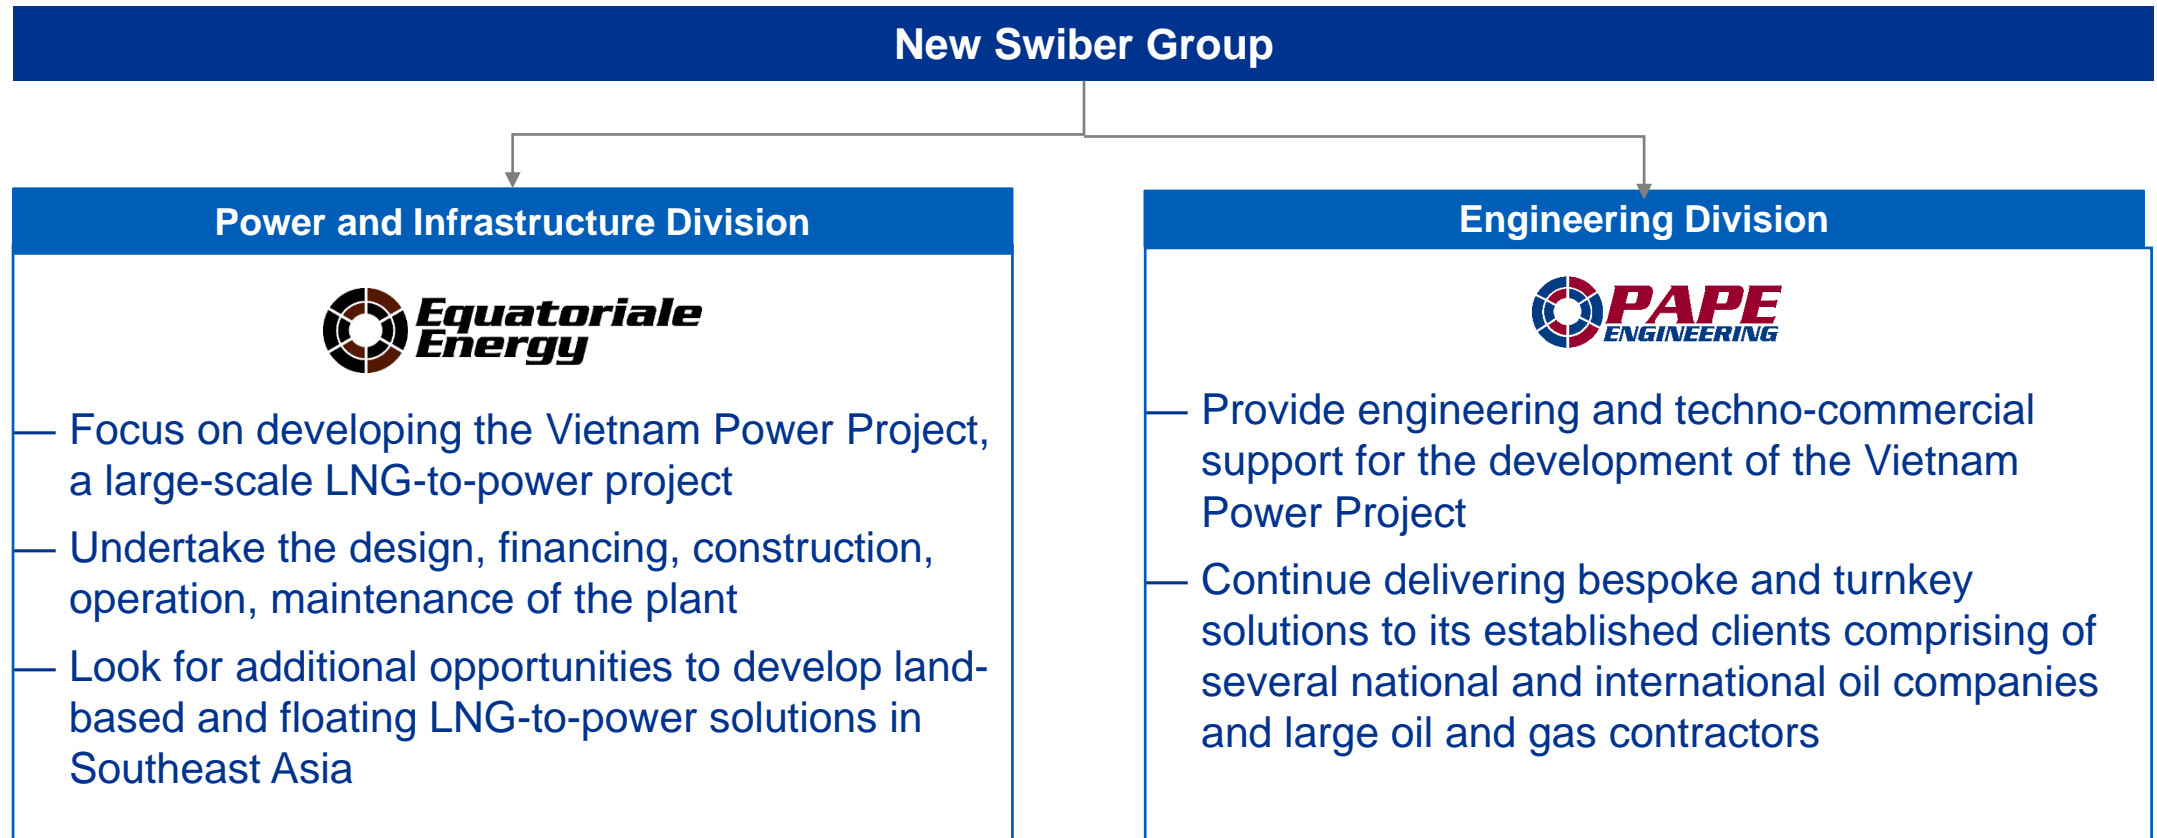 New Swiber Group
Power and Infrastructure Division
Equatoriale
Energy
— Focus on developing the Vietnam Power Project,
a large-scale LNG-to-power project
— Undertake the design, financing, construction,
operation, maintenance of the plant
— Look for additional opportunities to develop land-
based and floating LNG-to-power solutions in
Southeast Asia
Engineering Division
PAPE
ENGINEERING
— Provide engineering and techno-commercial
support for the development of the Vietnam
Power Project
— Continue delivering bespoke and turnkey
solutions to its established clients comprising of
several national and international oil companies
and large oil and gas contractors